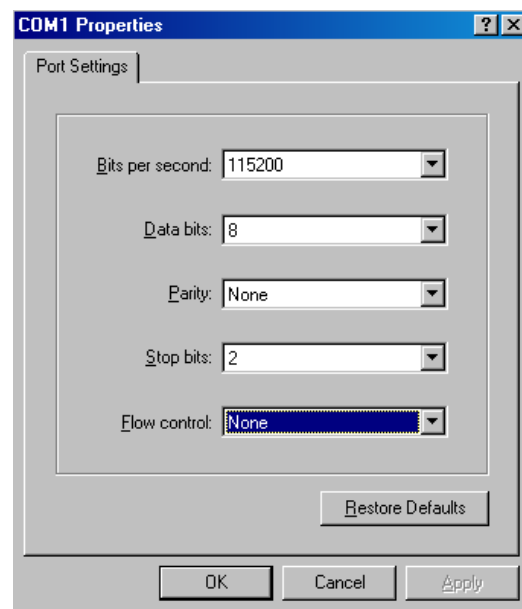 COM1 Properties
Port Settings
Bits per second: 115200
Data bits: 8
Parity: None
Stop bits: 2
Flow control: None
Restore Defaults
OK Cancel Apply